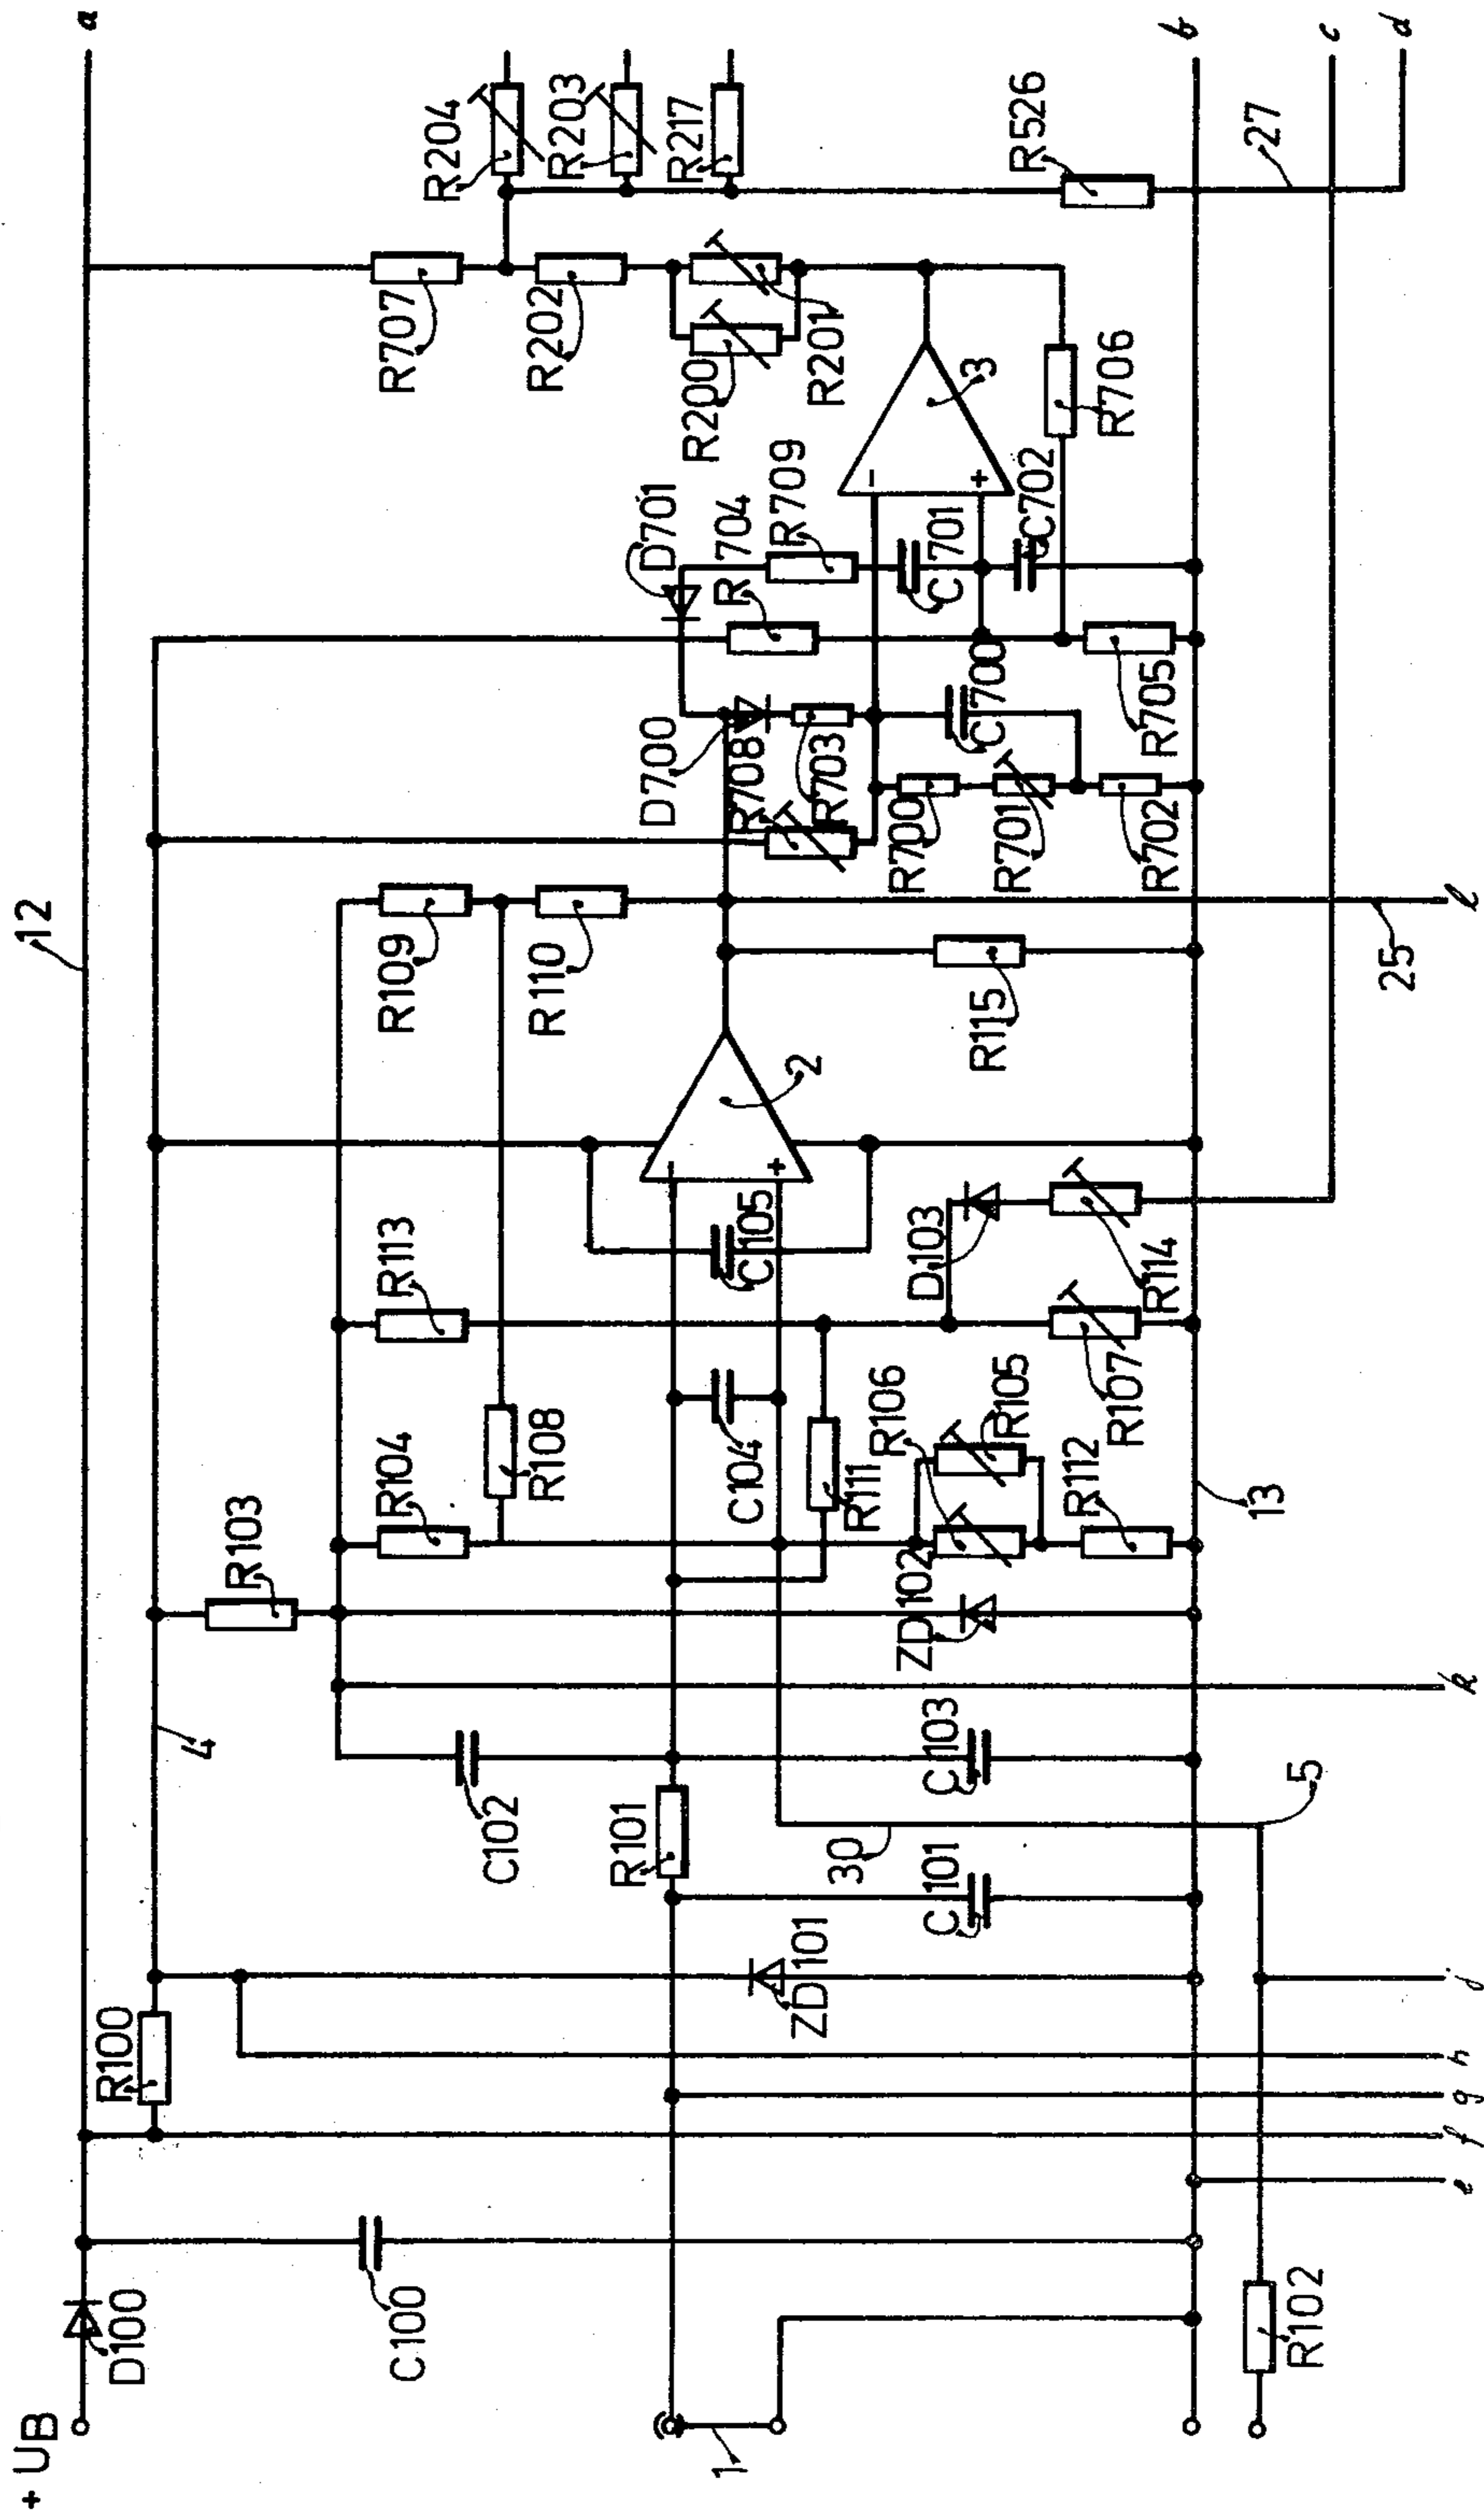 + UB
12
a
D100
C100
R100
4
R103
R104
R113
R109
R110
R108
C102
R101
ZD101
C101
C103
30
5
ZD102
C104
R111
R106
R105
R112
R107
C105
-
+
2
D103
R114
R115
D700
D701
R708
R703
R704
R709
C701
C700
C702
R700
R701
R702
R705
R706
-
+
3
R707
R202
R200
R201
R204
R203
R217
R526
27
b
c
d
1
13
25
R102
e
f
g
h
j
k
l